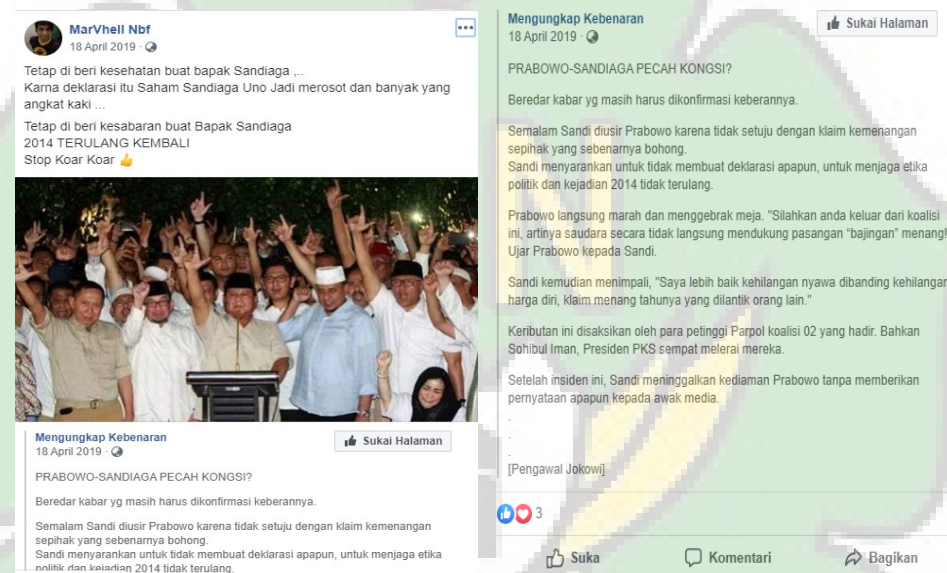 MarVhell Nbf
18 April 2019
Tetap di beri kesehatan buat bapak Sandiaga ,..
Karna deklarasi itu Saham Sandiaga Uno Jadi merosot dan banyak yang
angkat kaki ...
Tetap di beri kesabaran buat Bapak Sandiaga
2014 TERULANG KEMBALI
Stop Koar Koar 👍
Mengungkap Kebenaran
18 April 2019
Sukai Halaman
PRABOWO-SANDIAGA PECAH KONGSI?
Beredar kabar yg masih harus dikonfirmasi keberannya.
Semalam Sandi diusir Prabowo karena tidak setuju dengan klaim kemenangan
sepihak yang sebenarnya bohong.
Sandi menyarankan untuk tidak membuat deklarasi apapun, untuk menjaga etika
politik dan kejadian 2014 tidak terulang.
Mengungkap Kebenaran
18 April 2019
Sukai Halaman
PRABOWO-SANDIAGA PECAH KONGSI?
Beredar kabar yg masih harus dikonfirmasi keberannya.
Semalam Sandi diusir Prabowo karena tidak setuju dengan klaim kemenangan
sepihak yang sebenarnya bohong.
Sandi menyarankan untuk tidak membuat deklarasi apapun, untuk menjaga etika
politik dan kejadian 2014 tidak terulang.
Prabowo langsung marah dan menggebrak meja. "Silahkan anda keluar dari koalisi
ini, artinya saudara secara tidak langsung mendukung pasangan “bajingan” menang!
Ujar Prabowo kepada Sandi.
Sandi kemudian menimpali, "Saya lebih baik kehilangan nyawa dibanding kehilangan
harga diri, klaim menang tahunya yang dilantik orang lain."
Keributan ini disaksikan oleh para petinggi Parpol koalisi 02 yang hadir. Bahkan
Sohibul Iman, Presiden PKS sempat melerai mereka.
Setelah insiden ini, Sandi meninggalkan kediaman Prabowo tanpa memberikan
pernyataan apapun kepada awak media.
.
.
.
[Pengawal Jokowi]
3
Suka
Komentari
Bagikan